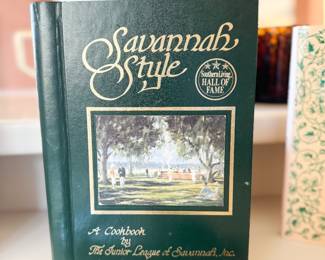 Savannah
Style
Southern Living
HALL OF
FAME
A Cookbook
by
The Junior League of Savannah, Inc.